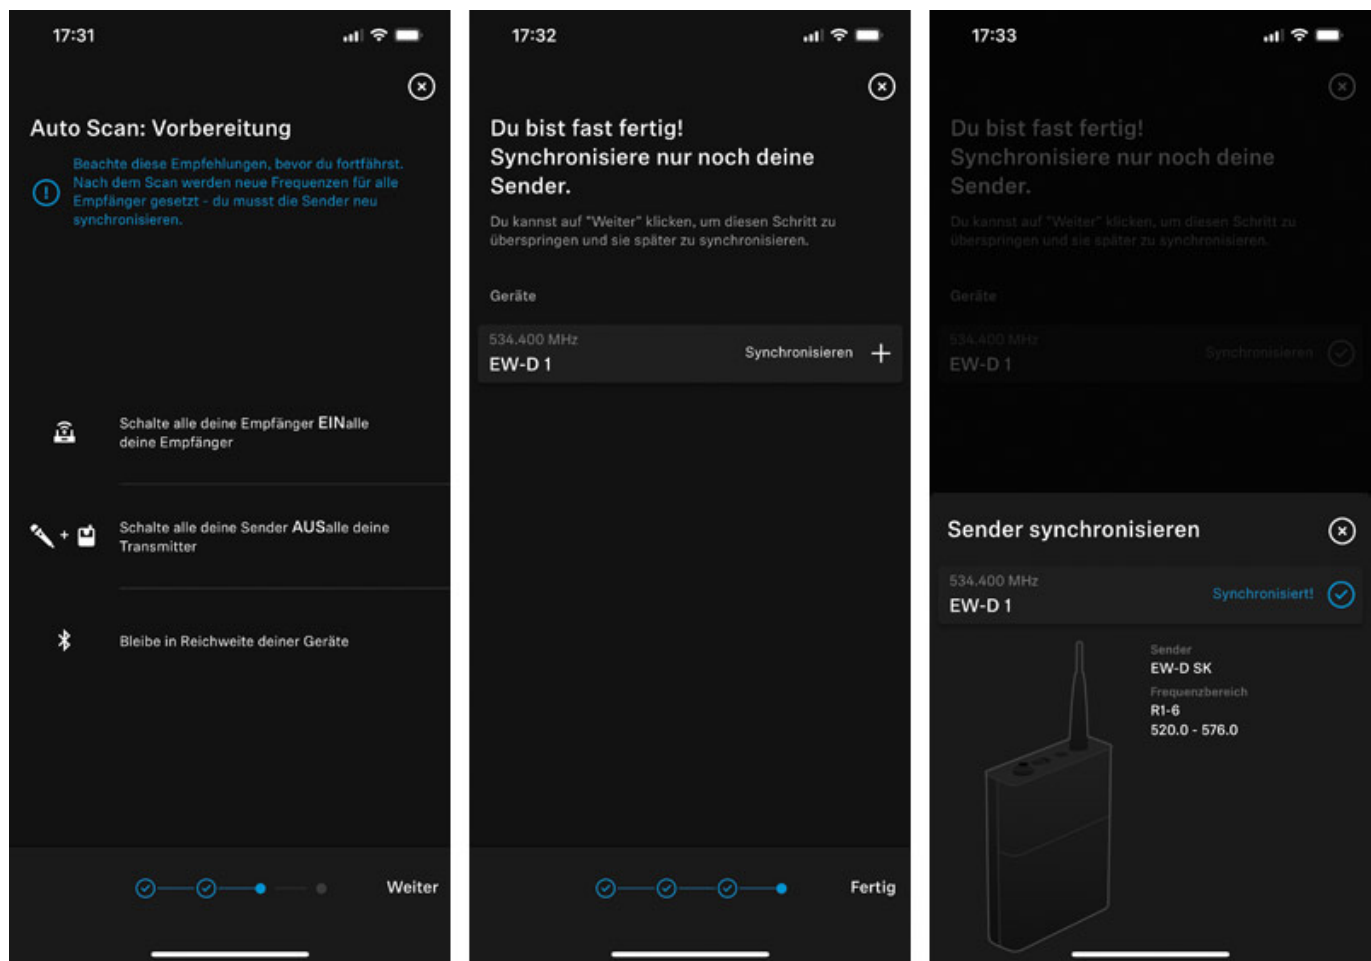 17:31
Auto Scan: Vorbereitung
Beachte diese Empfehlungen, bevor du fortfährst.
Nach dem Scan werden neue Frequenzen für alle
Empfänger gesetzt - du musst die Sender neu
synchronisieren.
Schalte alle deine Empfänger EINalle
deine Empfänger
Schalte alle deine Sender AUSalle deine
Transmitter
Bleibe in Reichweite deiner Geräte
Weiter
17:32
Du bist fast fertig!
Synchronisiere nur noch deine
Sender.
Du kannst auf "Weiter" klicken, um diesen Schritt zu
überspringen und sie später zu synchronisieren.
Geräte
534.400 MHz
EW-D 1
Synchronisieren
Fertig
17:33
Du bist fast fertig!
Synchronisiere nur noch deine
Sender.
Du kannst auf "Weiter" klicken, um diesen Schritt zu
überspringen und sie später zu synchronisieren.
Geräte
534.400 MHz
EW-D 1
Synchronisieren
Sender synchronisieren
534.400 MHz
EW-D 1
Synchronisiert!
Sender
EW-D SK
Frequenzbereich
R1-6
520.0 - 576.0